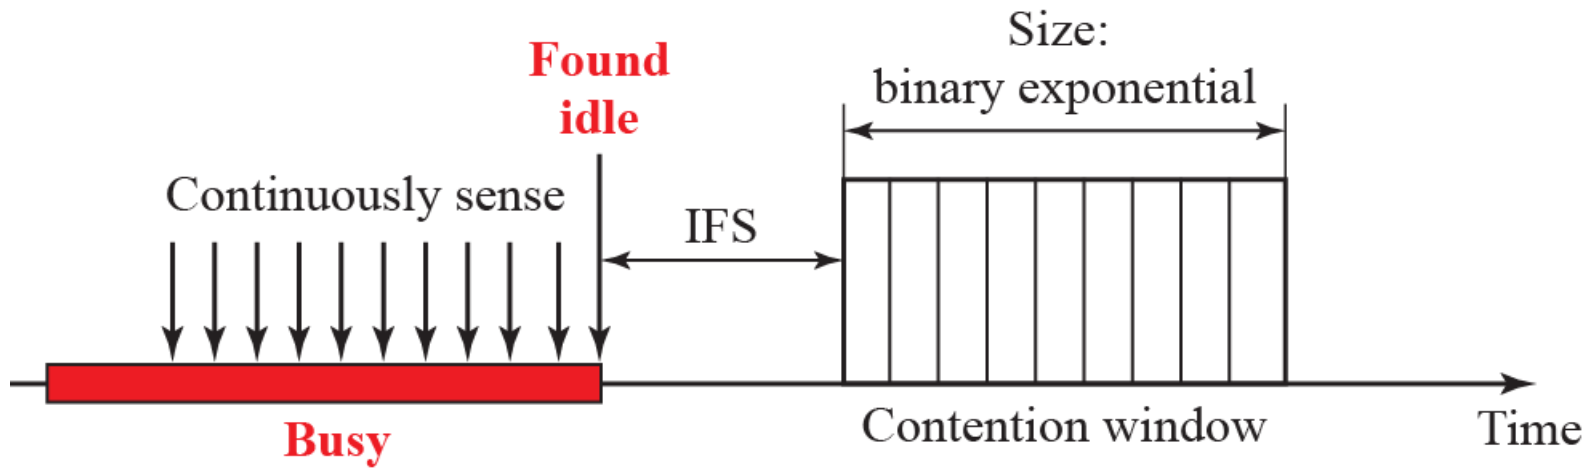 Size:
binary exponential
Found
idle
Continuously sense
IFS
Contention window
Time
Busy